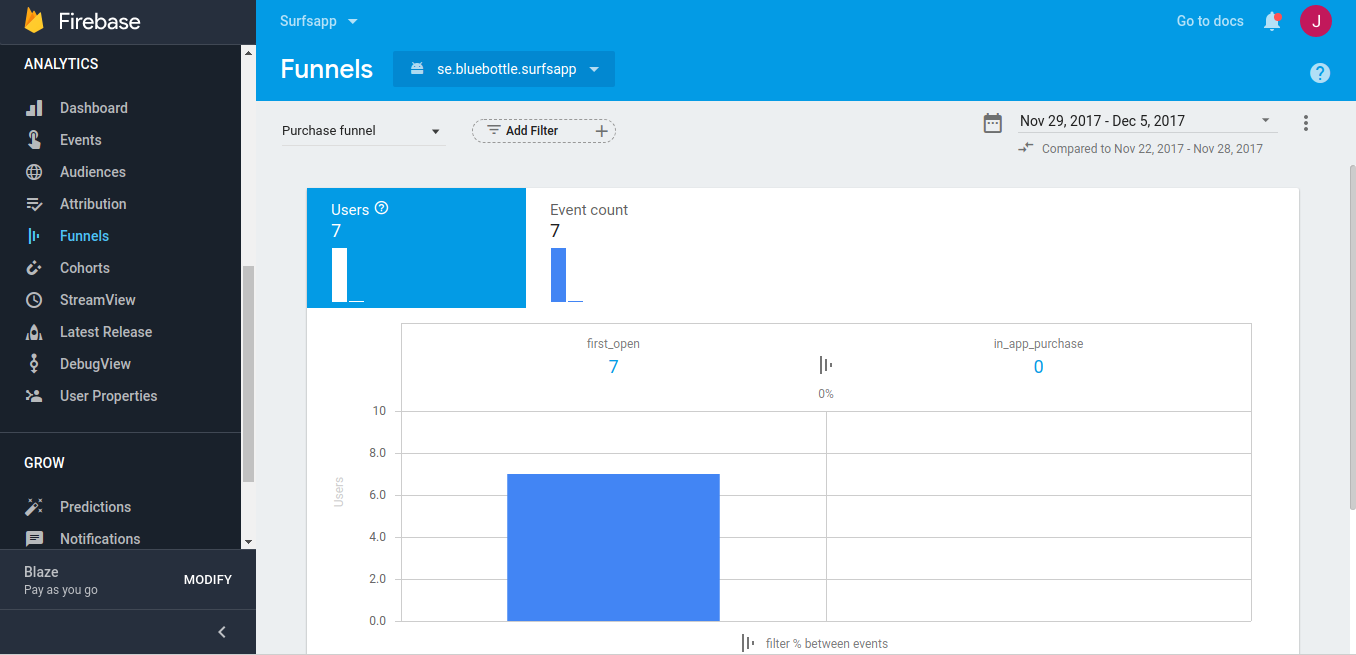 Firebase
ANALYTICS
Dashboard
Events
Audiences
Attribution
Funnels
Cohorts
StreamView
Latest Release
DebugView
User Properties
GROW
Predictions
Notifications
Blaze
Pay as you go
MODIFY
Surfsapp
Go to docs
J
Funnels
se.bluebottle.surfsapp
?
Purchase funnel
Add Filter
Nov 29, 2017 - Dec 5, 2017
Compared to Nov 22, 2017 - Nov 28, 2017
Users ?
7
Event count
7
first_open
7
in_app_purchase
0
0%
10
8.0
6.0
4.0
2.0
0.0
Users
filter % between events